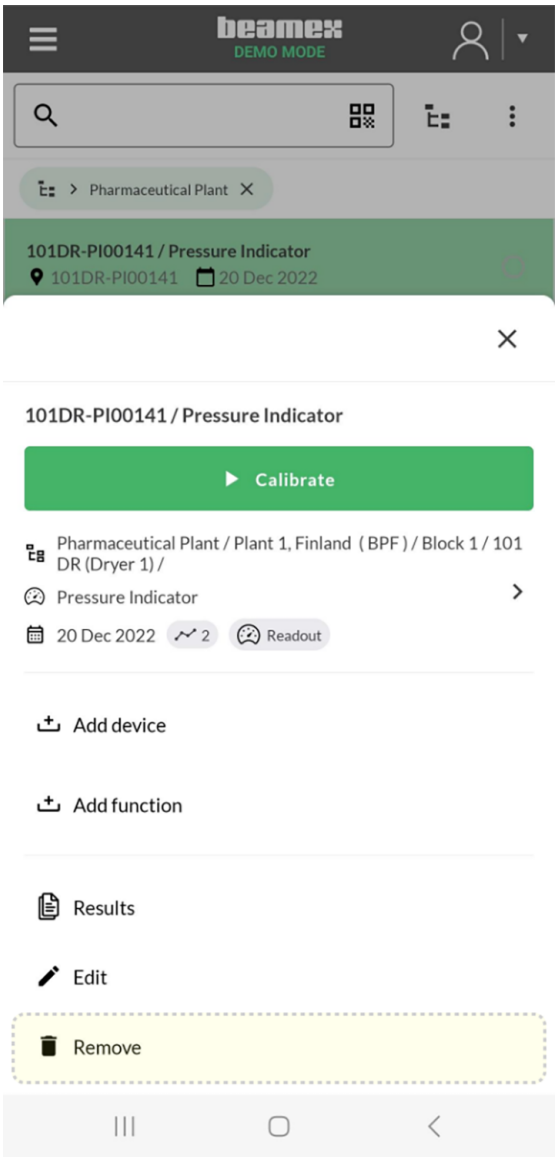 beamex
DEMO MODE
Pharmaceutical Plant
101DR-PI00141 / Pressure Indicator
101DR-PI00141 20 Dec 2022
101DR-PI00141 / Pressure Indicator
Calibrate
Pharmaceutical Plant / Plant 1, Finland ( BPF ) / Block 1 / 101
DR (Dryer 1) /
Pressure Indicator
20 Dec 2022 2 Readout
Add device
Add function
Results
Edit
Remove